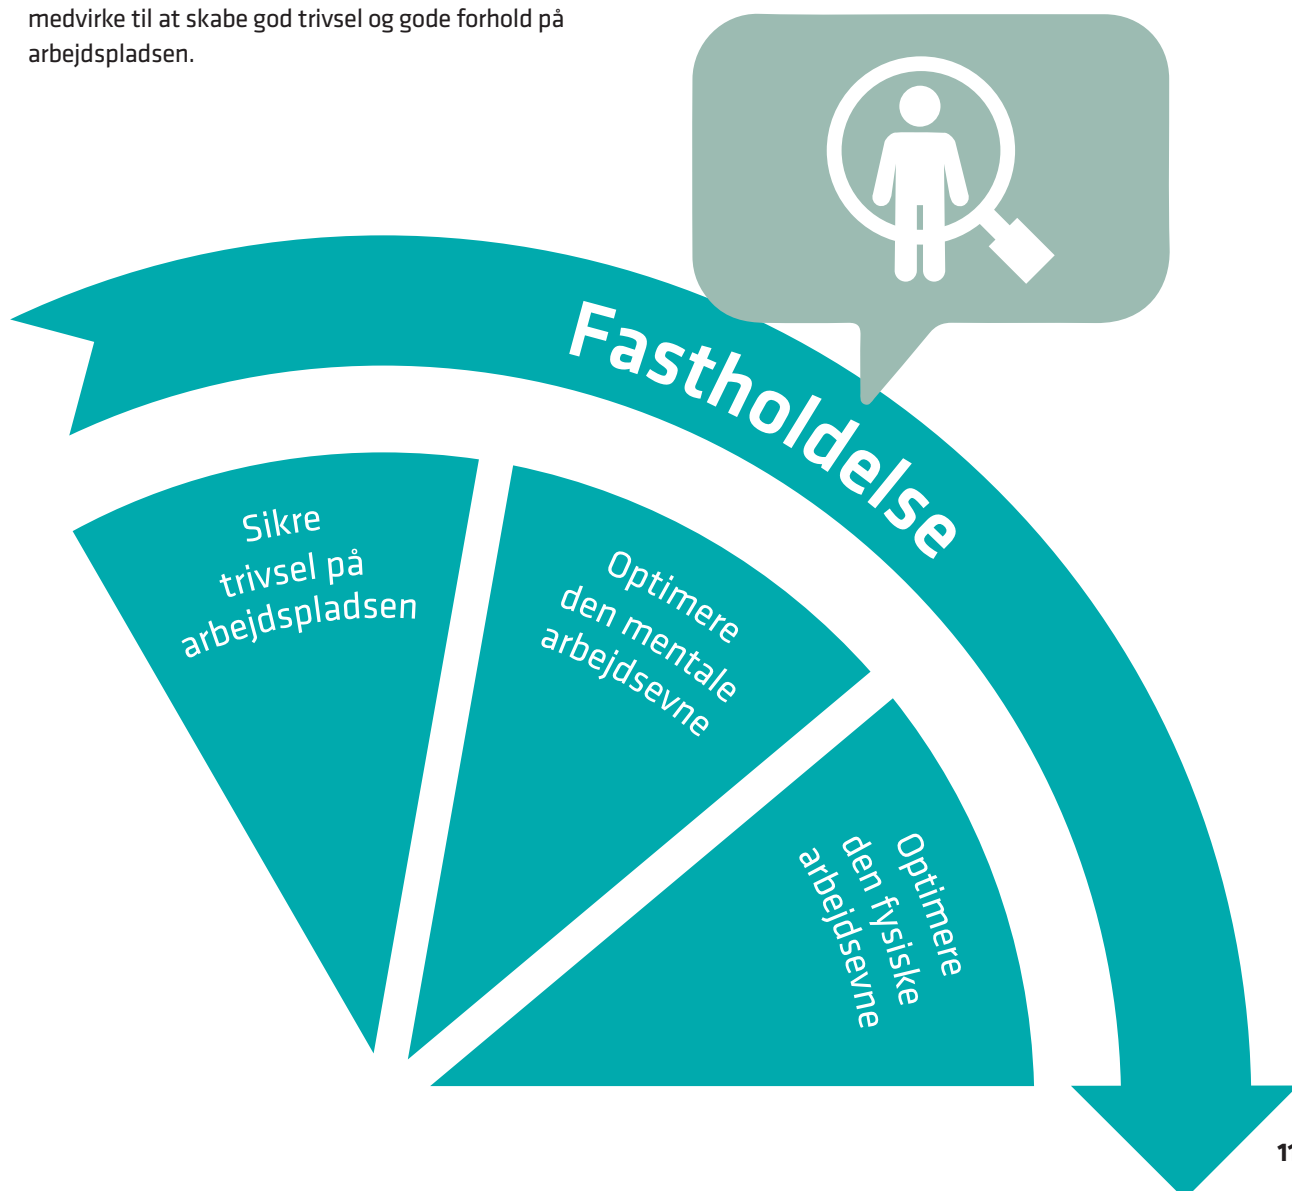 medvirke til at skabe god trivsel og gode forhold på
arbejdspladsen.
Fastholdelse
Sikre
trivsel på
arbejdspladsen
Optimere
den mentale
arbejdsevne
Optimere
den fysiske
arbejdsevne
11